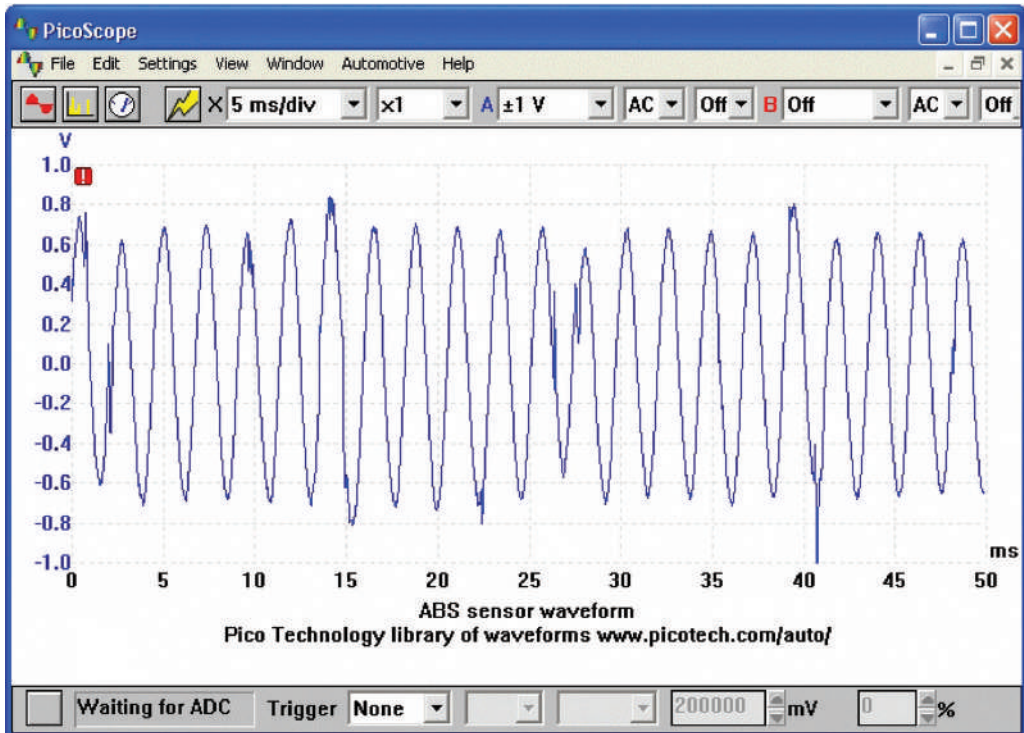 PicoScope
File Edit Settings View Window Automotive Help
X 5 ms/div x1 A ±1 V AC Off B Off AC Off
V
1.0
0.8
0.6
0.4
0.2
0.0
-0.2
-0.4
-0.6
-0.8
-1.0
ms
0 5 10 15 20 25 30 35 40 45 50
ABS sensor waveform
Pico Technology library of waveforms www.picotech.com/auto/
Waiting for ADC Trigger None 200000 mV 0 %